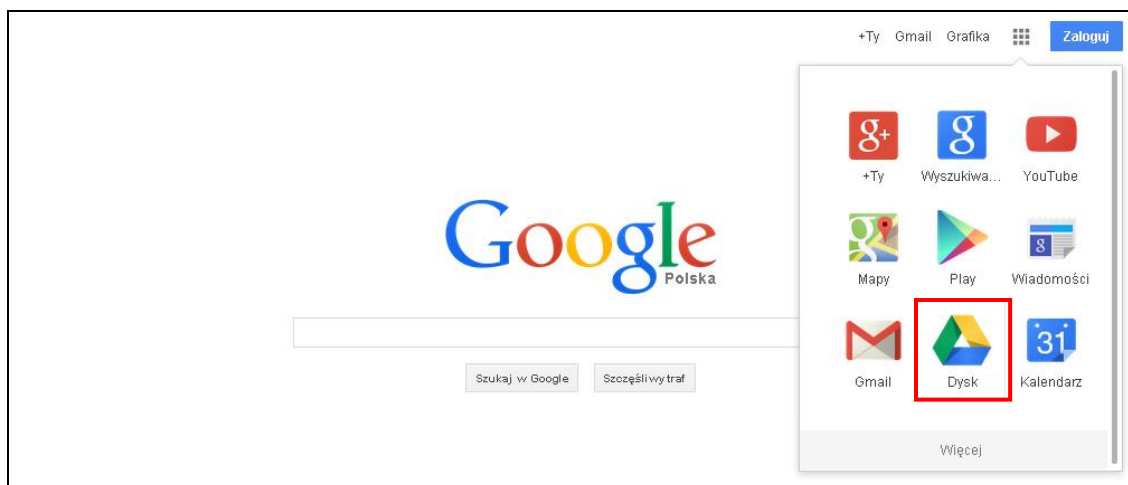 +Ty Gmail Grafika Zaloguj
g+ g
+Ty Wyszukiwa... YouTube
g 8
Mapy Play Wiadomości
31
Gmail Dysk Kalendarz
Więcej
Google
Polska
Szukaj w Google Szczęśliwy traf